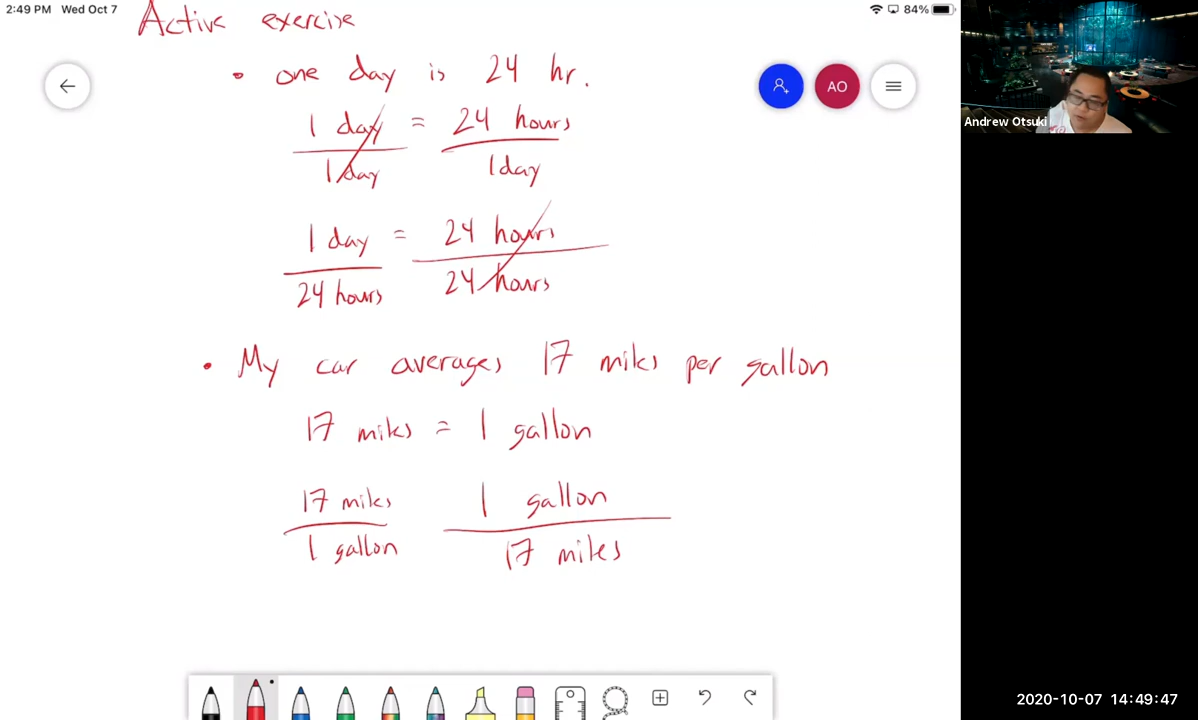 2:49 PM Wed Oct 7
84%
Active exercise
• one day is 24 hr.
1 day = 24 hours
1 day 1 day
1 day = 24 hours
24 hours 24 hours
• My car averages 17 miles per gallon
17 miles = 1 gallon
17 miles 1 gallon
1 gallon 17 miles
AO
Andrew Otsuki
2020-10-07 14:49:47